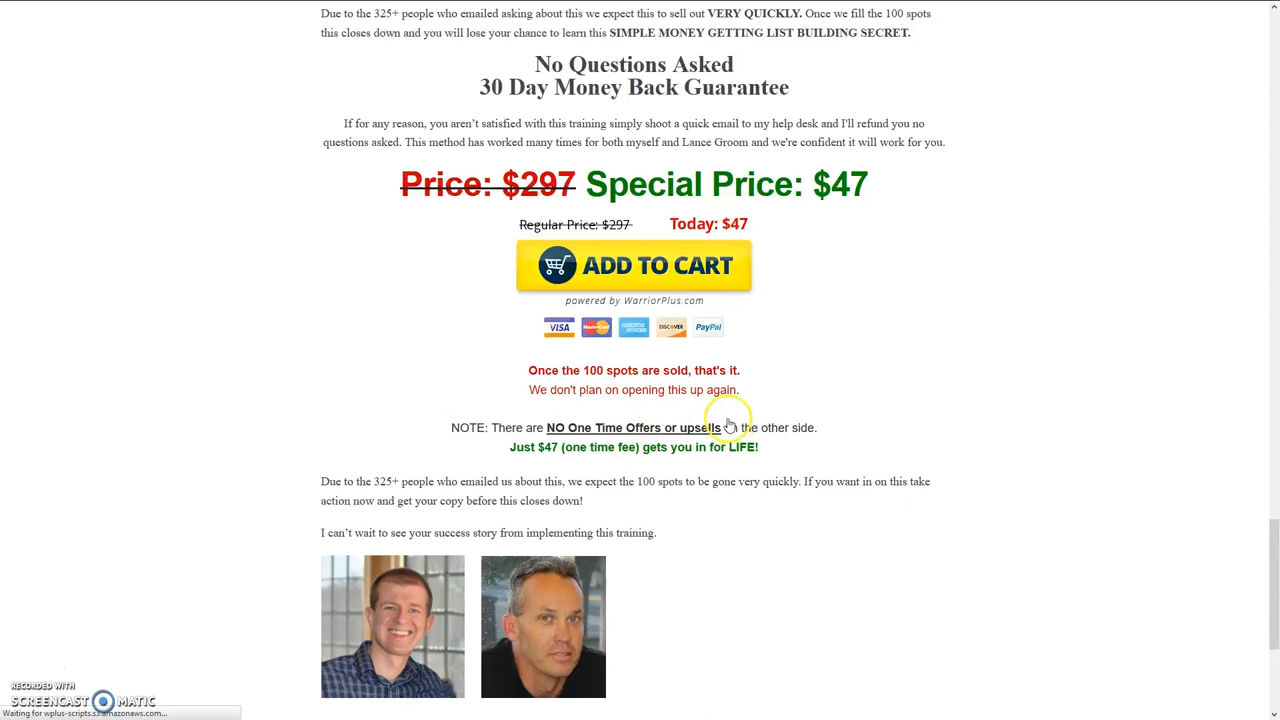 Due to the 325+ people who emailed asking about this we expect this to sell out VERY QUICKLY. Once we fill the 100 spots
this closes down and you will lose your chance to learn this SIMPLE MONEY GETTING LIST BUILDING SECRET.
No Questions Asked
30 Day Money Back Guarantee
If for any reason, you aren't satisfied with this training simply shoot a quick email to my help desk and I'll refund you no
questions asked. This method has worked many times for both myself and Lance Groom and we're confident it will work for you.
Price: $297 Special Price: $47
Regular Price: $297 Today: $47
ADD TO CART
powered by WarriorPlus.com
VISA MasterCard DISCOVER PayPal
Once the 100 spots are sold, that's it.
We don't plan on opening this up again.
NOTE: There are NO One Time Offers or upsells the other side.
Just $47 (one time fee) gets you in for LIFE!
Due to the 325+ people who emailed us about this, we expect the 100 spots to be gone very quickly. If you want in on this take
action now and get your copy before this closes down!
I can't wait to see your success story from implementing this training.
RECORDED WITH
SCREENCAST MATIC
Waiting for wplus-scripts.s3.amazonaws.com...